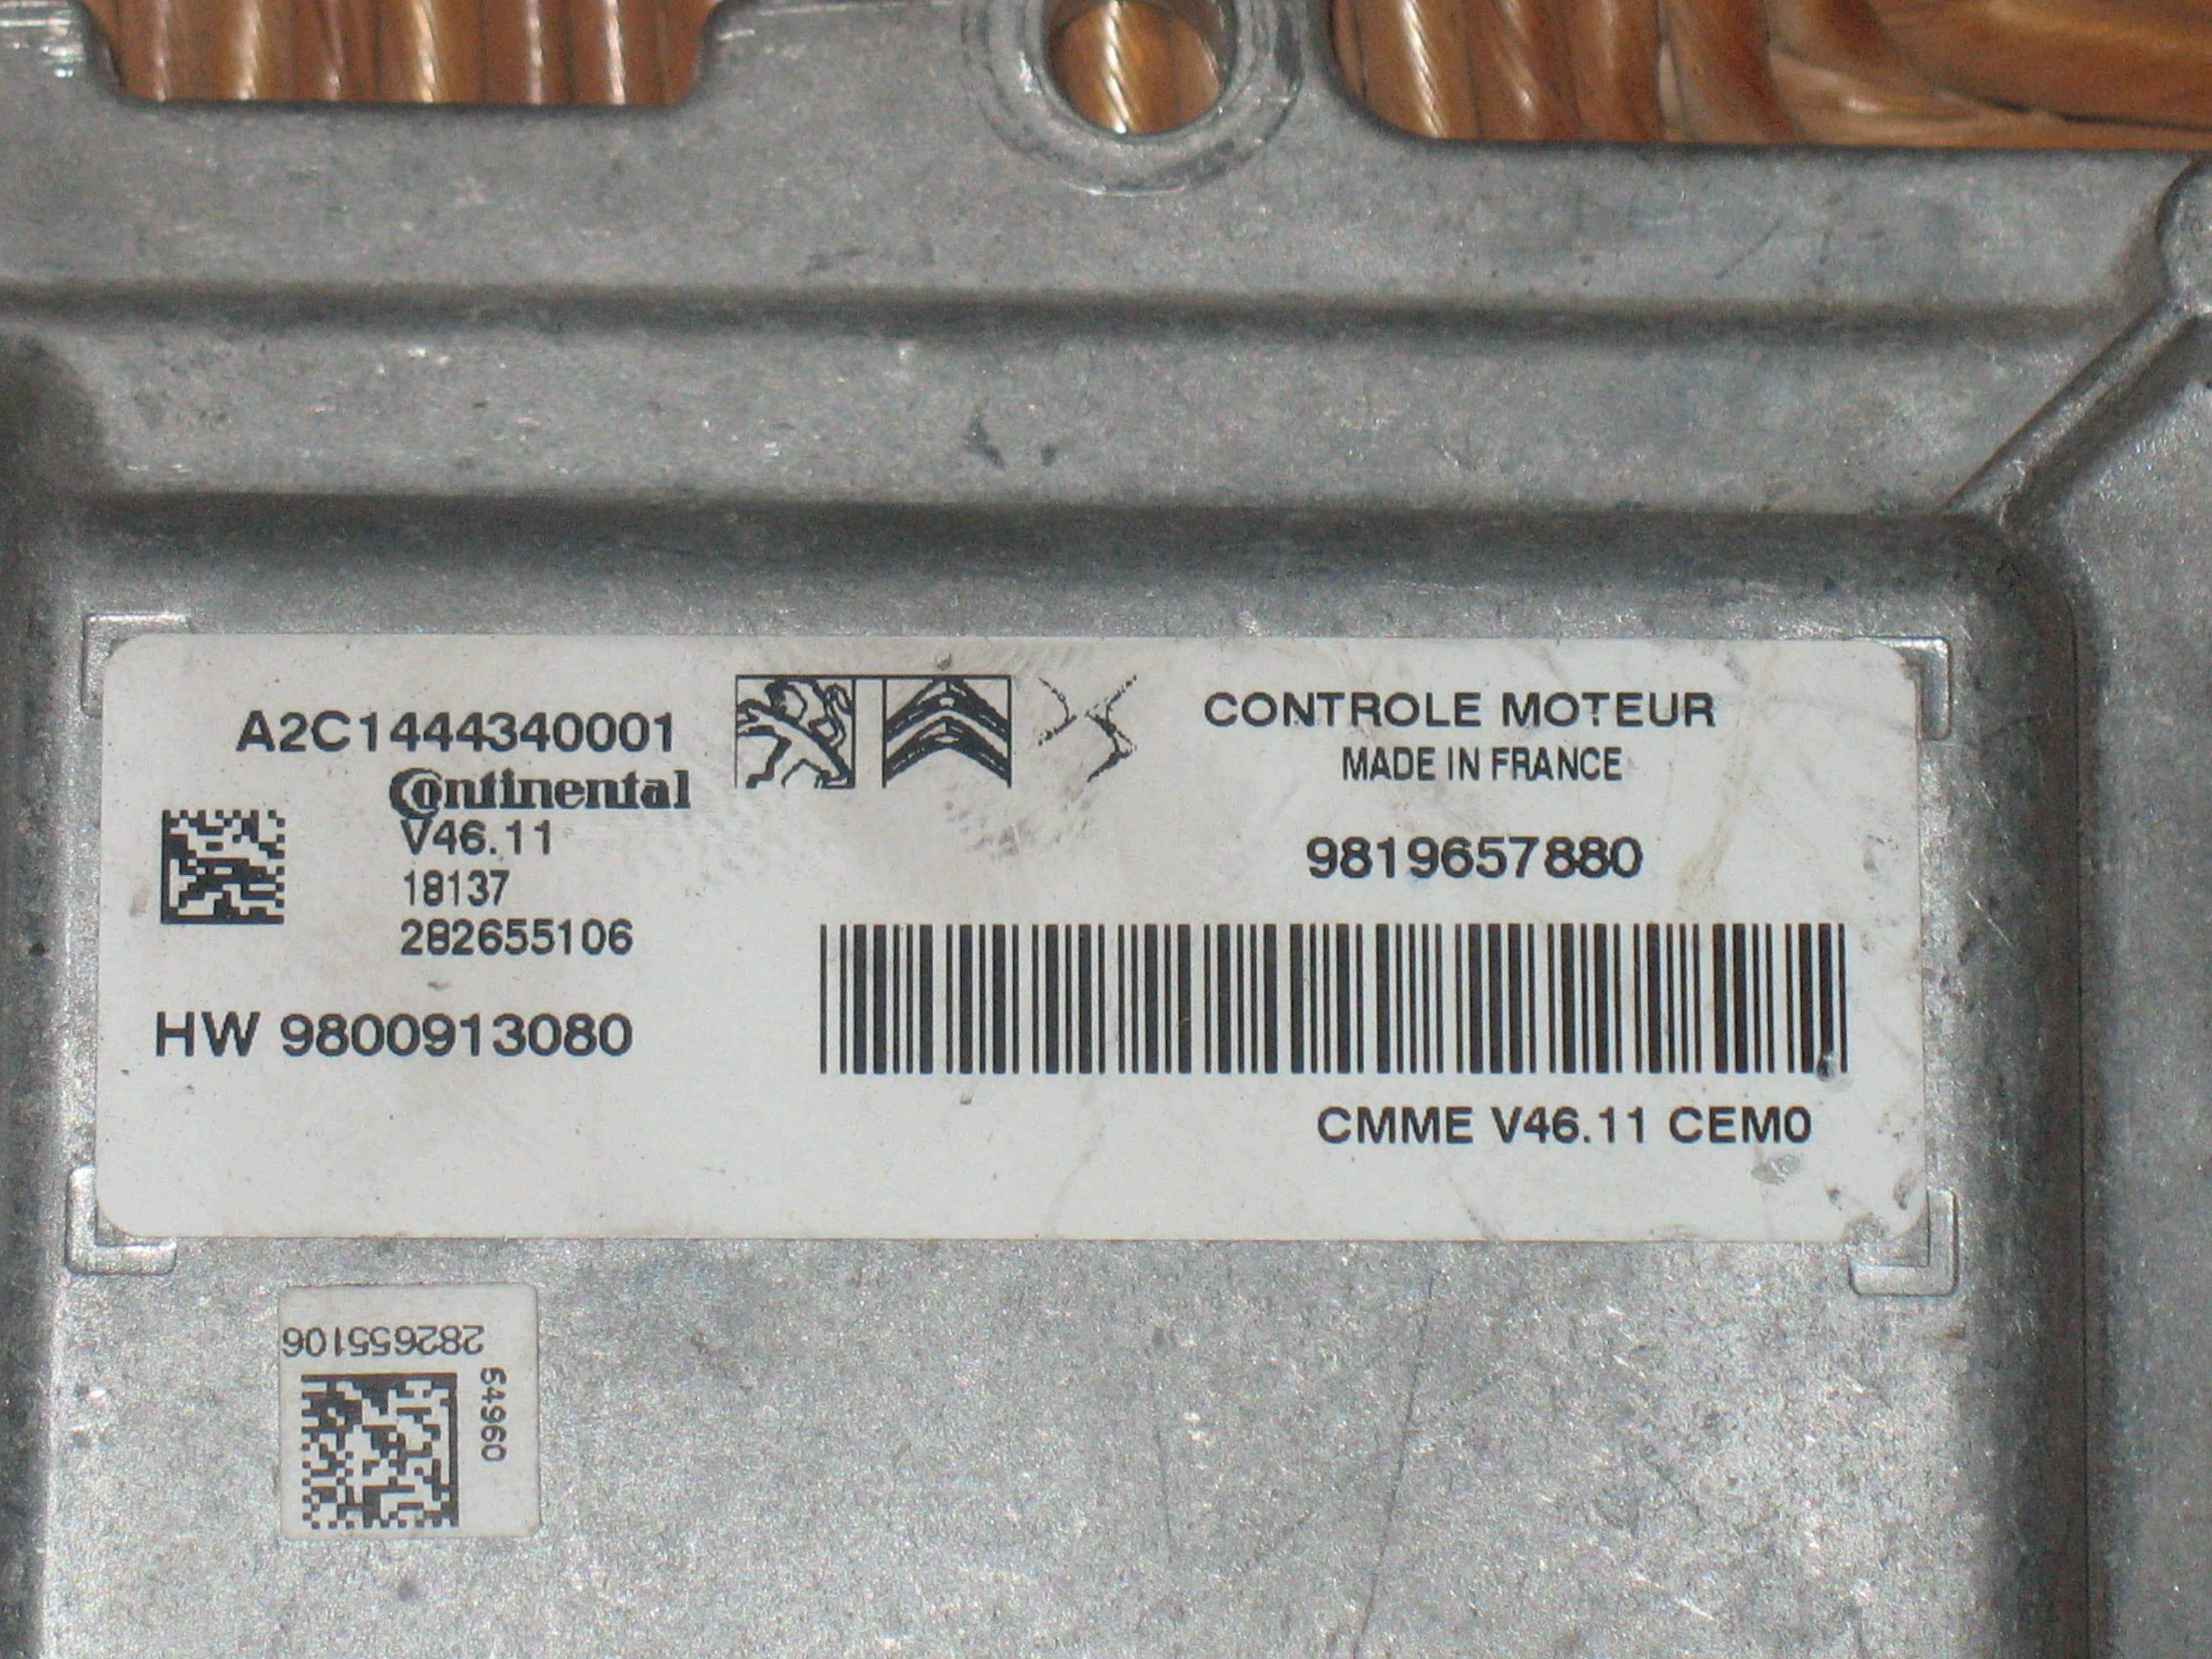 A2C1444340001
Continental
V46.11
18137
282655106
HW 9800913080
CONTROLE MOTEUR
MADE IN FRANCE
9819657880
CMME V46.11 CEM0
282655106
54960